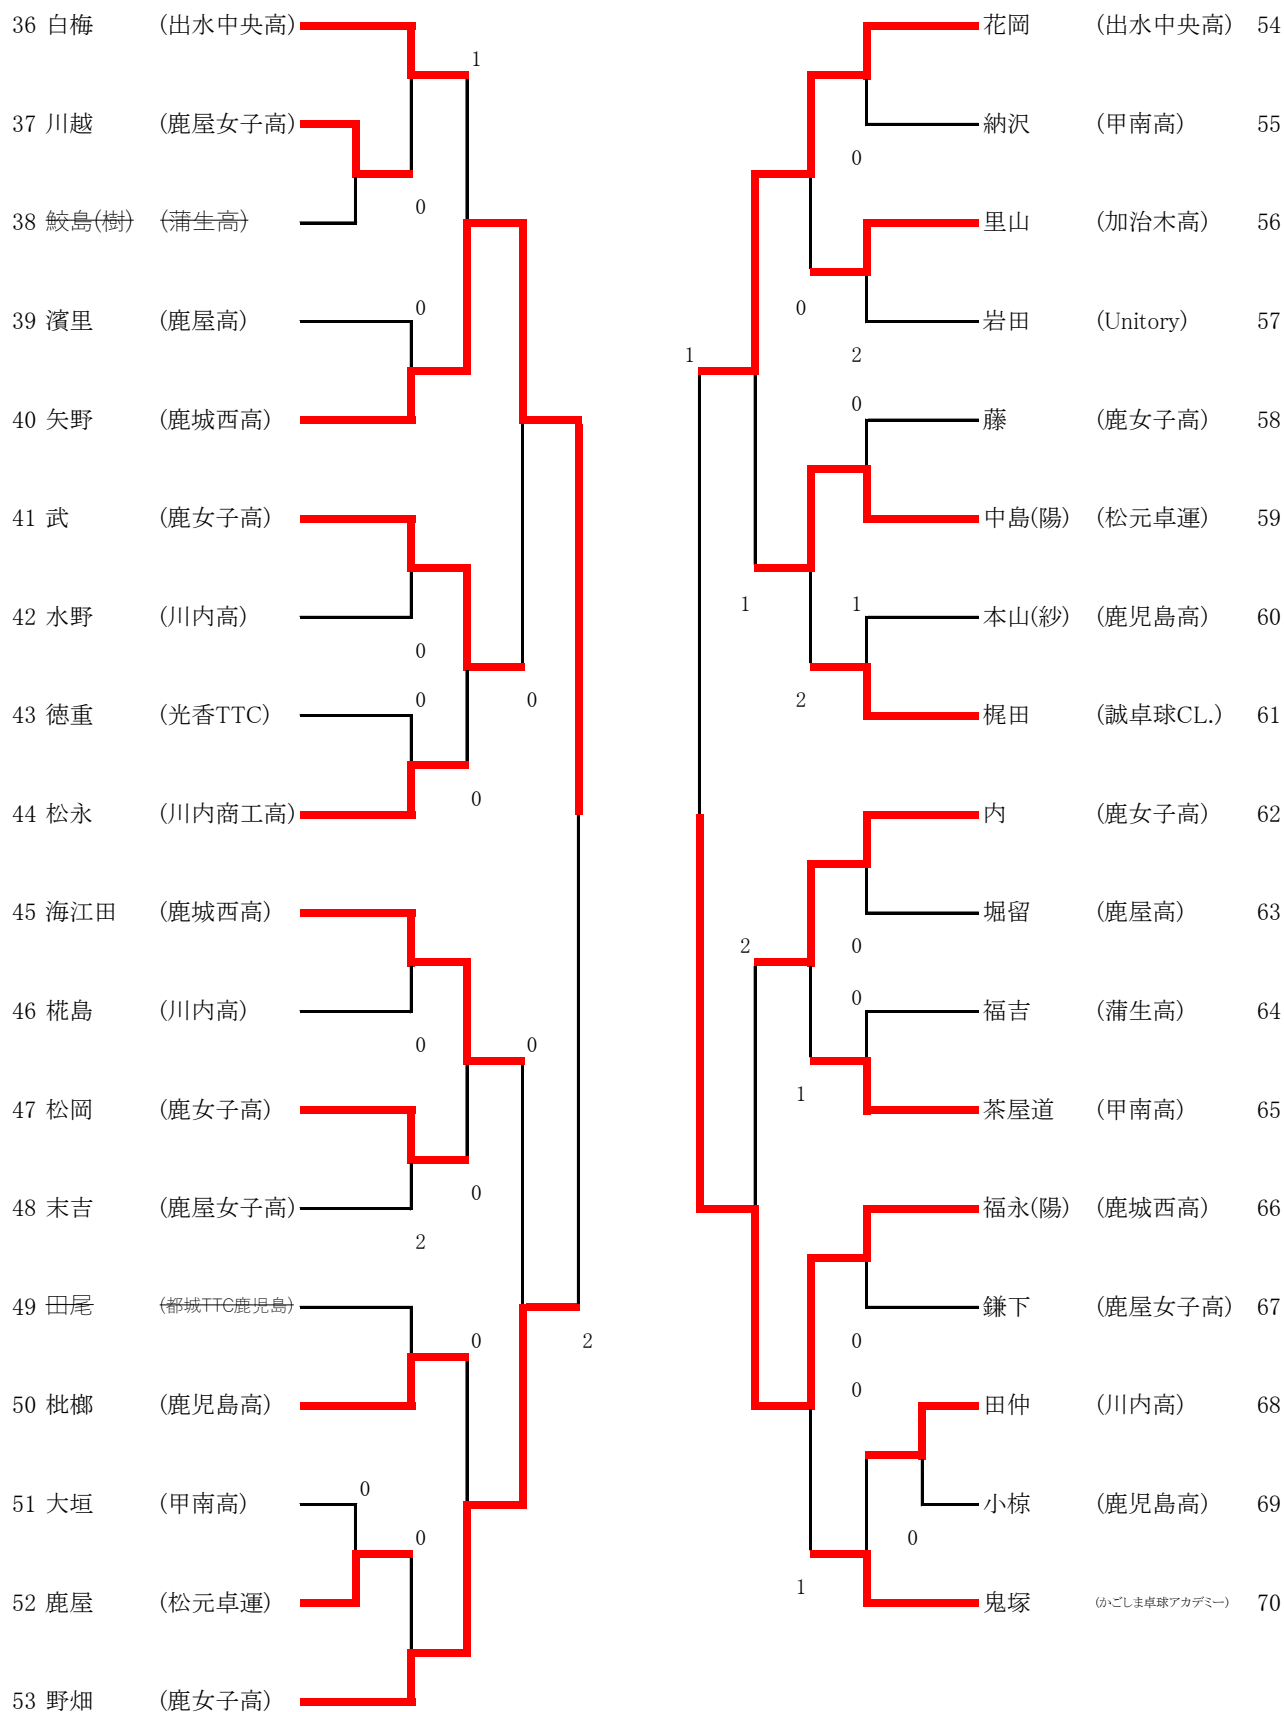 36 白梅 (出水中央高)
1
37 川越 (鹿屋女子高)
0
38 鮫島(樹) (蒲生高)
0
39 濱里 (鹿屋高)
40 矢野 (鹿城西高)
41 武 (鹿女子高)
42 水野 (川内高)
0
0
0
43 徳重 (光香TTC)
0
44 松永 (川内商工高)
45 海江田 (鹿城西高)
46 椛島 (川内高)
0
0
47 松岡 (鹿女子高)
0
48 末吉 (鹿屋女子高)
2
49 田尾 (都城TTC鹿児島)
0
2
50 枇榔 (鹿児島高)
0
51 大垣 (甲南高)
0
52 鹿屋 (松元卓運)
53 野畑 (鹿女子高)
花岡 (出水中央高) 54
納沢 (甲南高) 55
0
里山 (加治木高) 56
0
岩田 (Unitory) 57
1
2
0
藤 (鹿女子高) 58
中島(陽) (松元卓運) 59
1
1
本山(紗) (鹿児島高) 60
2
梶田 (誠卓球CL.) 61
内 (鹿女子高) 62
堀留 (鹿屋高) 63
2
0
0
福吉 (蒲生高) 64
1
茶屋道 (甲南高) 65
福永(陽) (鹿城西高) 66
鎌下 (鹿屋女子高) 67
0
0
田仲 (川内高) 68
小椋 (鹿児島高) 69
0
1
鬼塚 (かごしま卓球アカデミー) 70